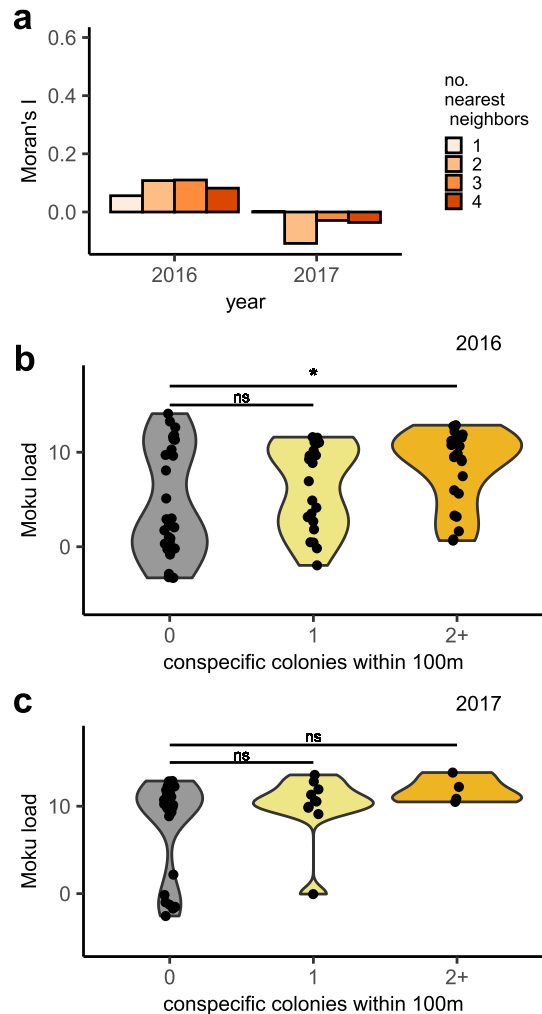 a
0.6
0.4
0.2
0.0
Moran's I
2016
2017
year
no.
nearest
neighbors
1
2
3
4
b
2016
*
ns
10
0
Moku load
0
1
2+
conspecific colonies within 100m
c
2017
ns
ns
10
0
Moku load
0
1
2+
conspecific colonies within 100m